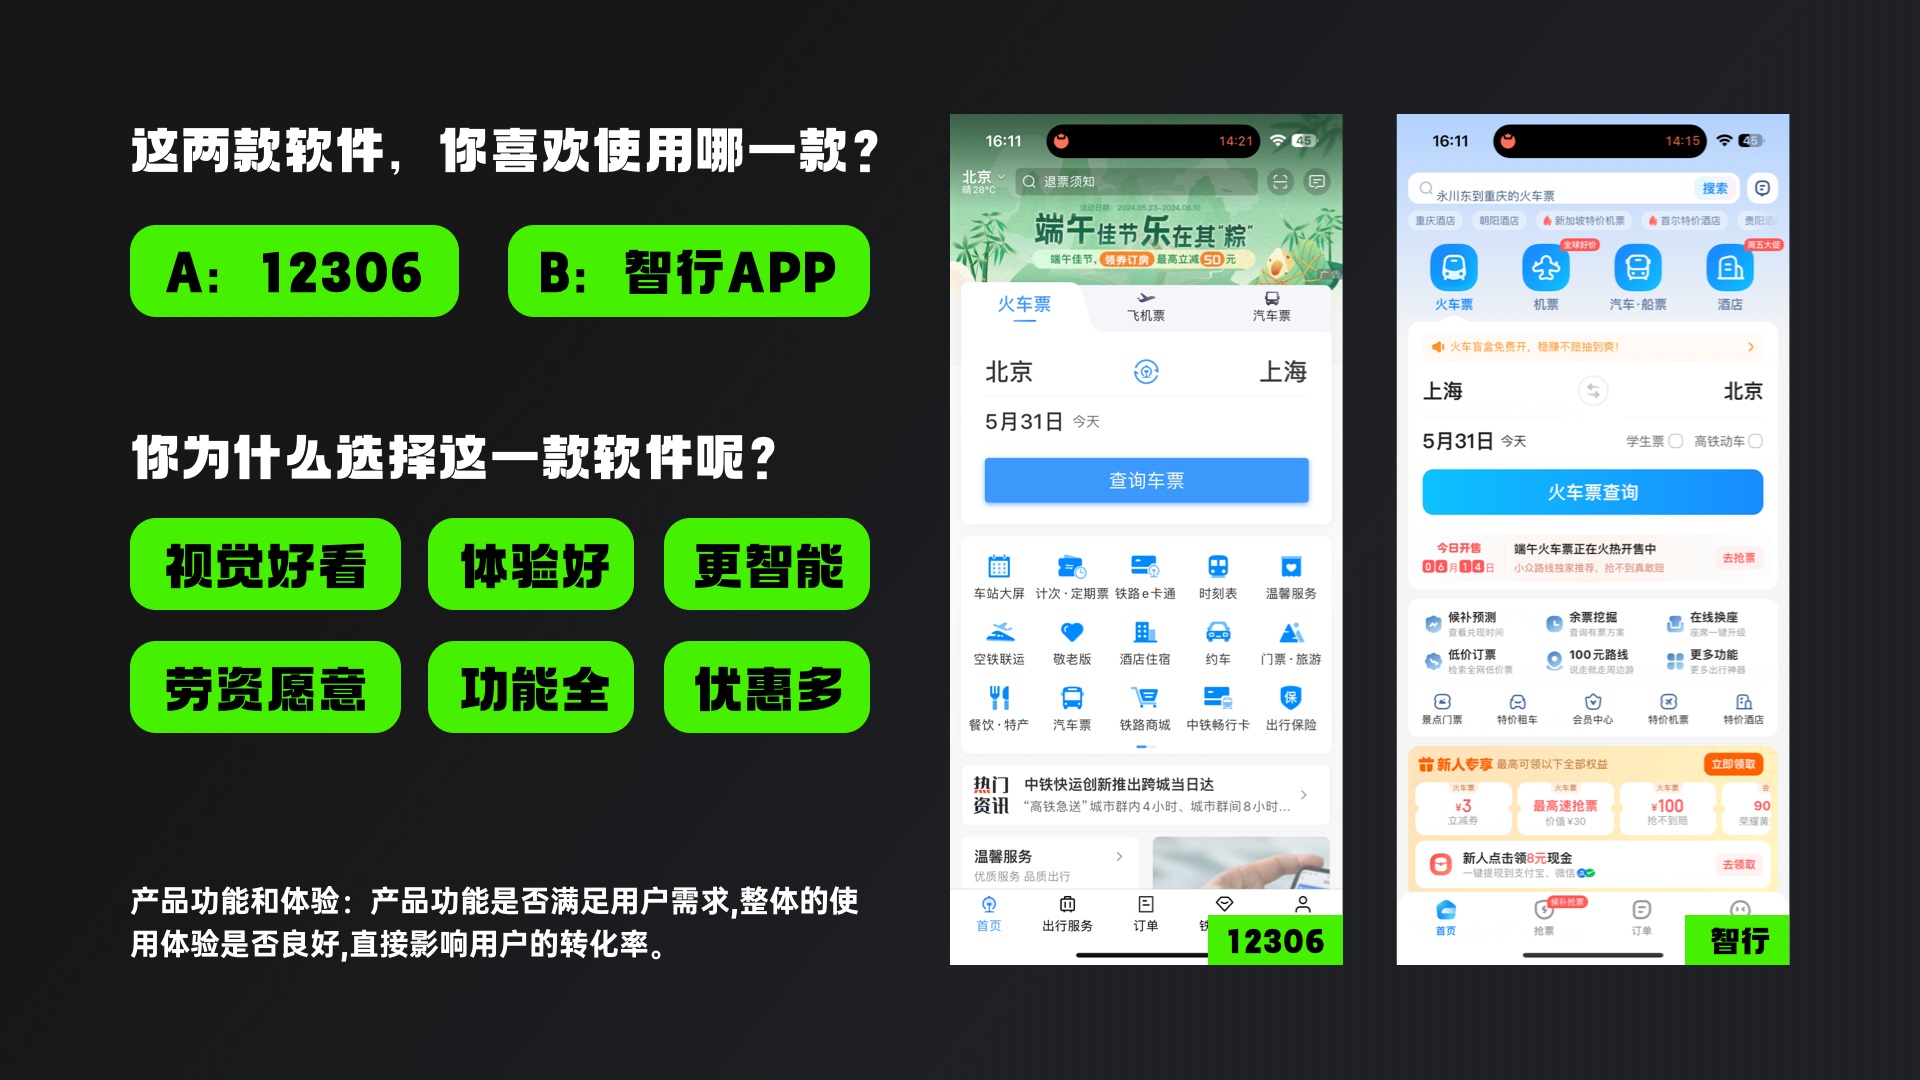 这两款软件，你喜欢使用哪一款?
A：12306
B：智行APP
你为什么选择这一款软件呢?
视觉好看
体验好
更智能
劳资愿意
功能全
优惠多
产品功能和体验：产品功能是否满足用户需求,整体的使
用体验是否良好,直接影响用户的转化率。
16:11
14:21
45
北京
晴 28°C
退票须知
活动日期：2024.05.23-2024.06.10
端午佳节乐在其"粽"
端午佳节，领券订房 最高立减50元
火车票
飞机票
汽车票
北京
上海
5月31日 今天
查询车票
车站大屏
计次·定期票
铁路e卡通
时刻表
温馨服务
空铁联运
敬老版
酒店住宿
约车
门票·旅游
餐饮·特产
汽车票
铁路商城
中铁畅行卡
保
出行保险
热门
资讯
中铁快运创新推出跨城当日达
“高铁急送”城市群内4小时、城市群间8小时...
温馨服务
优质服务 品质出行
首页
出行服务
订单
12306
16:11
14:15
45
永川东到重庆的火车票
搜索
重庆酒店
朝阳酒店
新加坡特价机票
首尔特价酒店
贵阳酒
全球好价
周五大促
火车票
机票
汽车·船票
酒店
火车盲盒免费开，稳赚不赔抽到爽！
上海
北京
5月31日 今天
学生票
高铁动车
火车票查询
今日开售
06月14日
端午火车票正在火热开售中
小众路线独家推荐，抢不到真敢赔
去抢票
候补预测
查看兑现时间
余票挖掘
查询有票方案
在线换座
座席一键升级
低价订票
检索全网低价票
100元路线
说走就走周边游
更多功能
更多出行神器
景点门票
特价租车
会员中心
特价机票
特价酒店
新人专享 最高可领以下全部权益
立即领取
火车票
¥3
立减券
火车票
最高速抢票
价值¥30
火车票
¥100
抢不到赔
90
荣耀黄
新人点击领8元现金
一键提现到支付宝、微信
去领取
首页
候补抢票
抢票
订单
智行